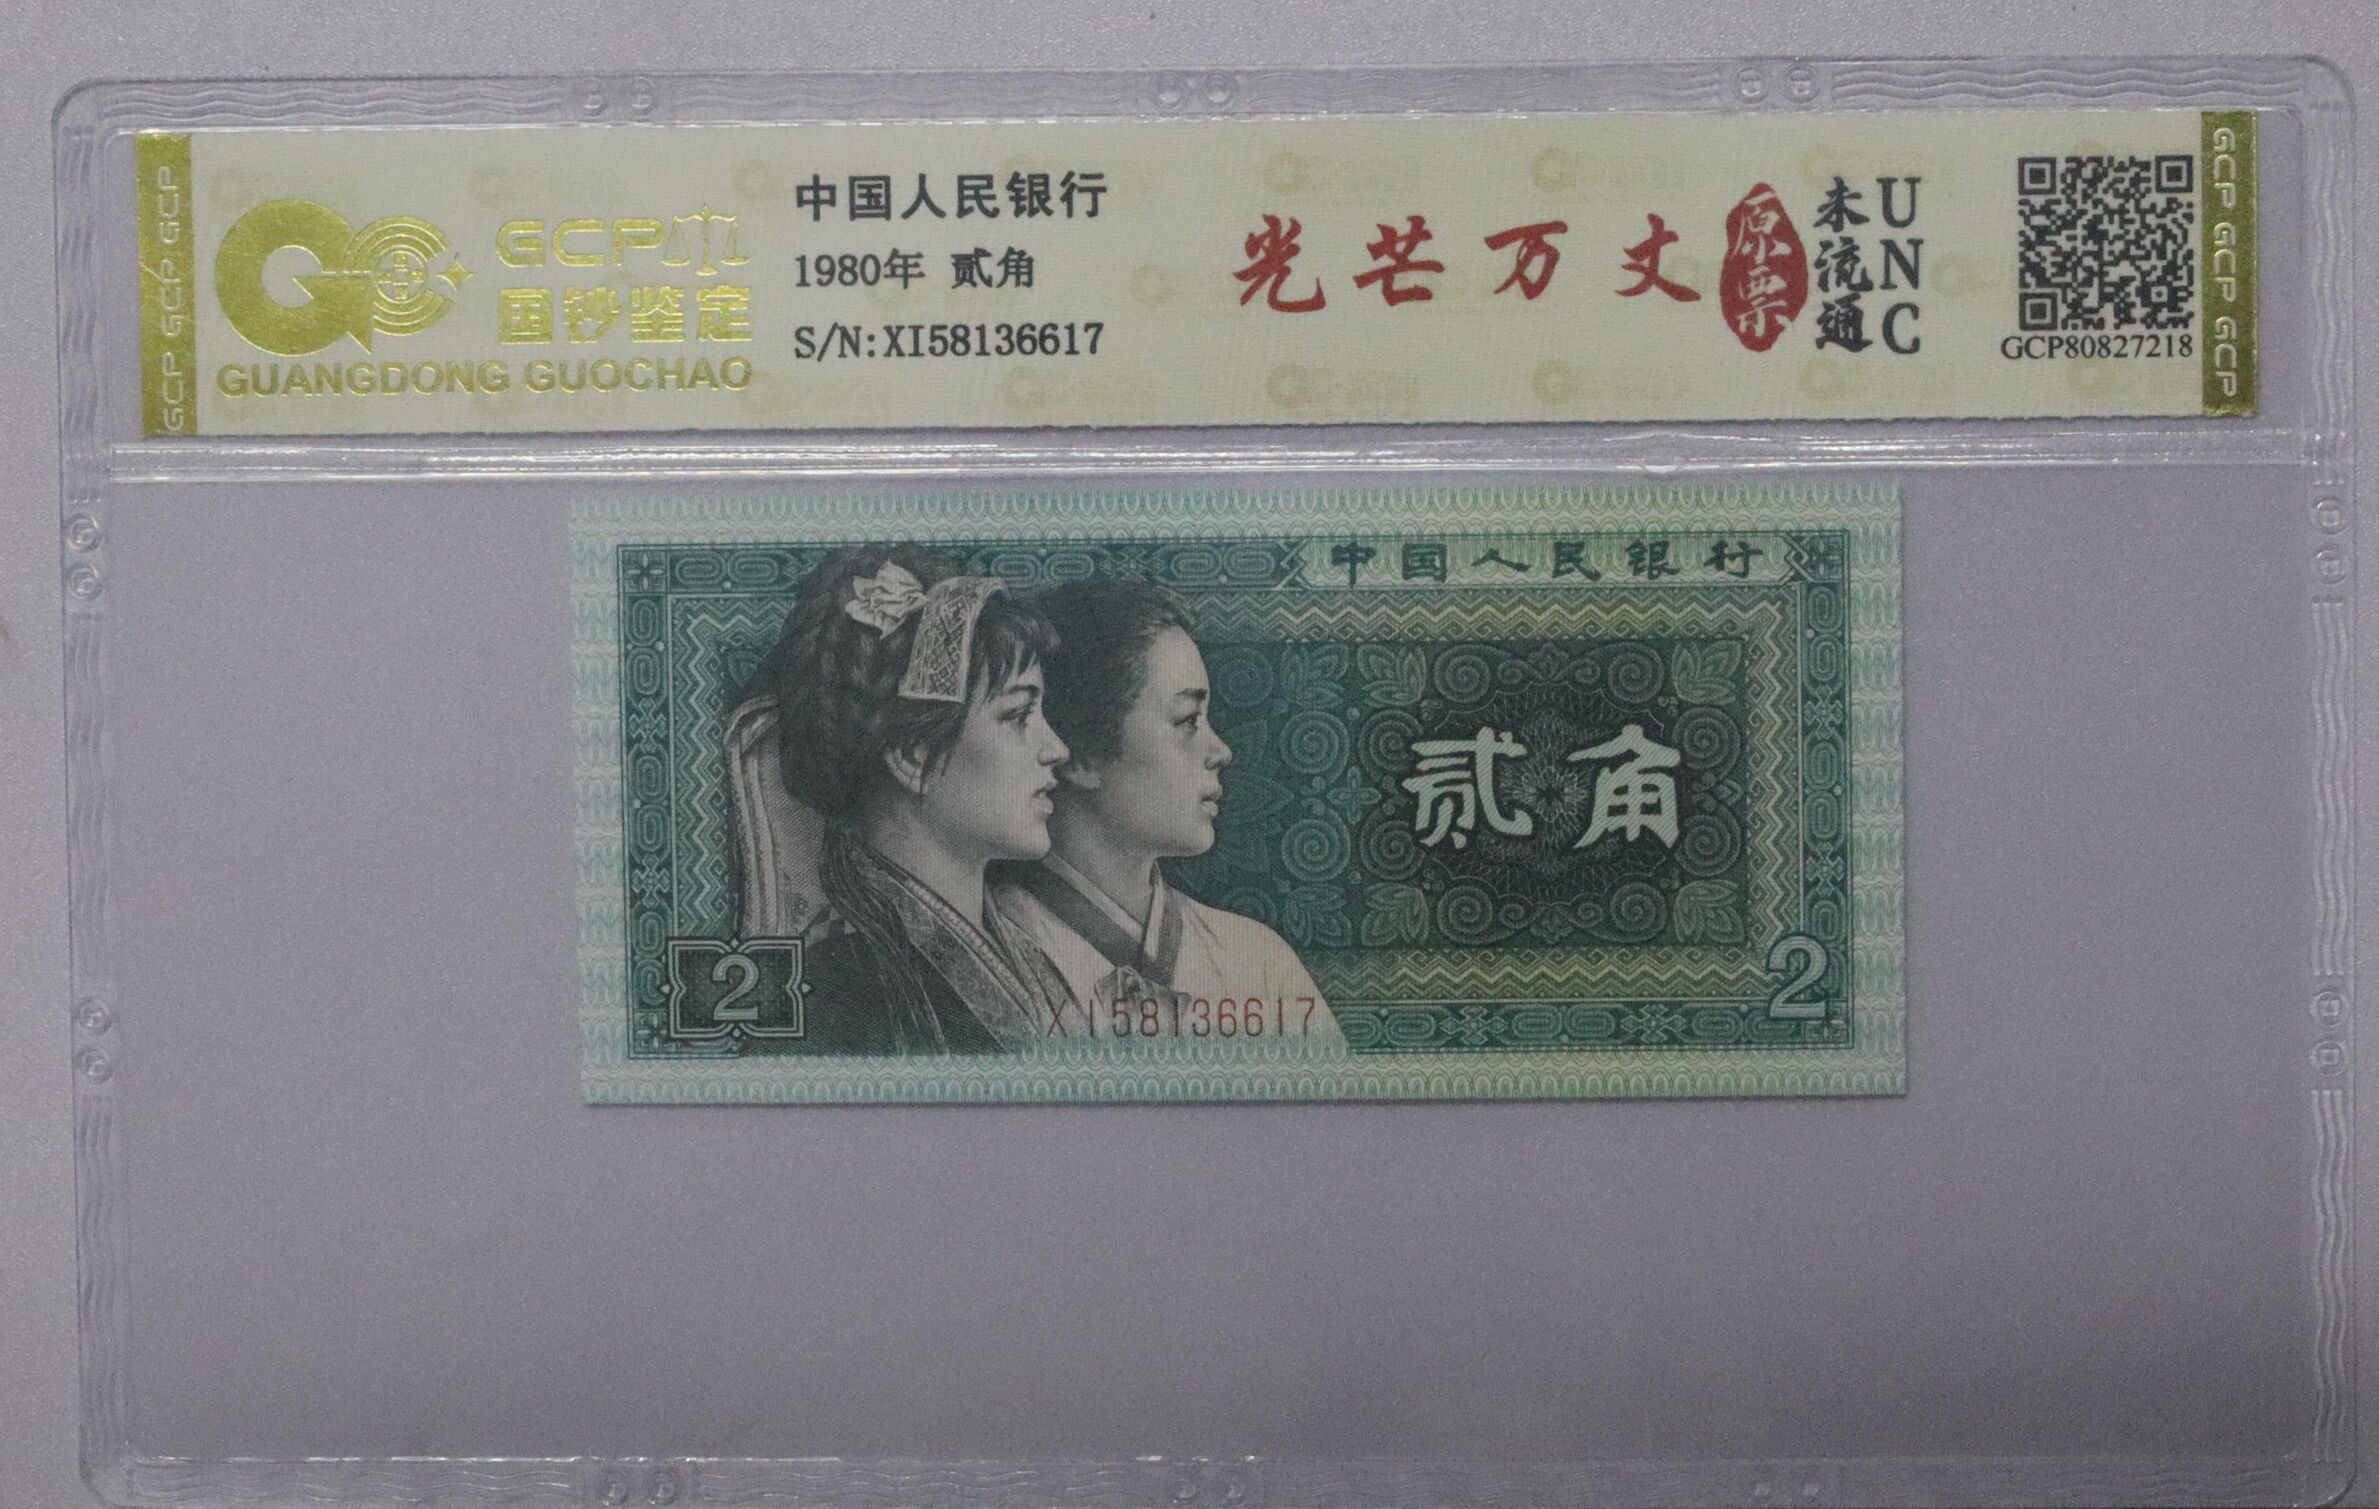 GCP GCP GCP
GCP
国钞鉴定
GUANGDONG GUOCHAO
中国人民银行
1980年 贰角
S/N:XI58136617
光芒万丈
原票
未流通
UNC
GCP80827218
GCP GCP GCP
中国人民银行
贰角
2
XI58136617
2